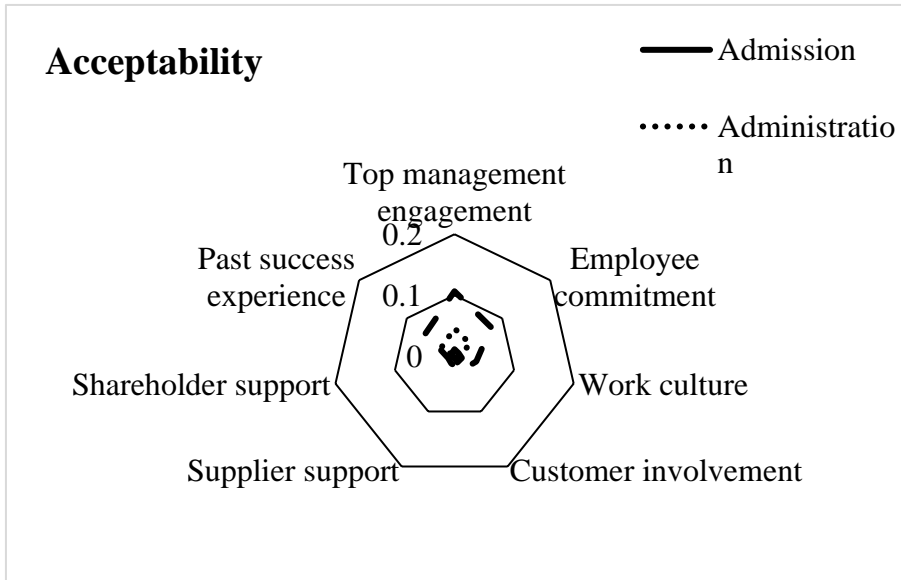 Acceptability
Admission
Administratio
n
Top management
engagement
0.2
Past success
experience
Employee
commitment
0.1
0
Shareholder support
Work culture
Supplier support
Customer involvement